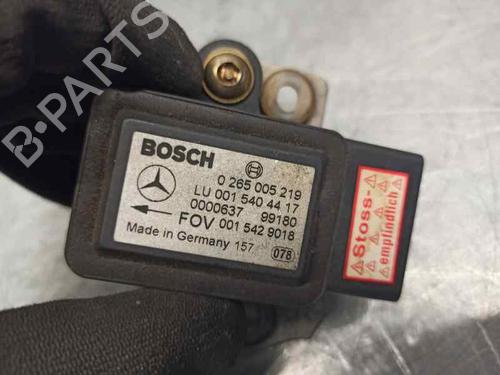 BOSCH
0 265 005 219
LU 001 540 44 17
0000637 99180
FOV 001 542 9018
Made in Germany 157
078
Stoss-
empfindlich
B-PARTS